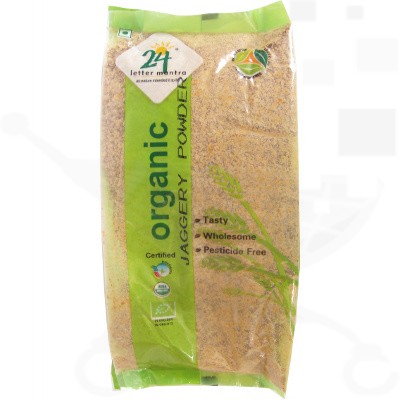 24
letter mantra
organic
JAGGERY POWDER
Tasty
Wholesome
Pesticide Free
Certified